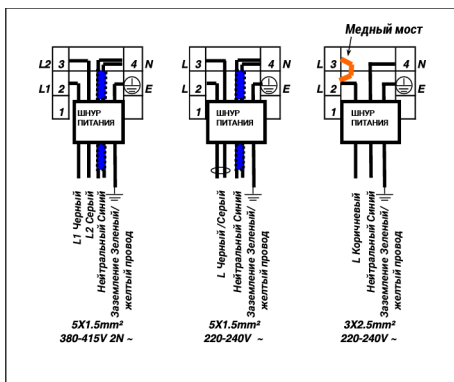 Медный мост
L2 3 4 N
L1 2 E
1
ШНУР
ПИТАНИЯ
L1 Черный
L2 Серый
Нейтральный Синий
Заземление Зеленый/
желтый провод
5X1.5mm²
380-415V 2N ~
L 3 4 N
L 2 E
1
ШНУР
ПИТАНИЯ
L Черный /Серый
Нейтральный Синий
Заземление Зеленый/
желтый провод
5X1.5mm²
220-240V ~
L 3 4 N
L 2 E
1
ШНУР
ПИТАНИЯ
L Коричневый
Нейтральный Синий
Заземление Зеленый/
желтый провод
3X2.5mm²
220-240V ~